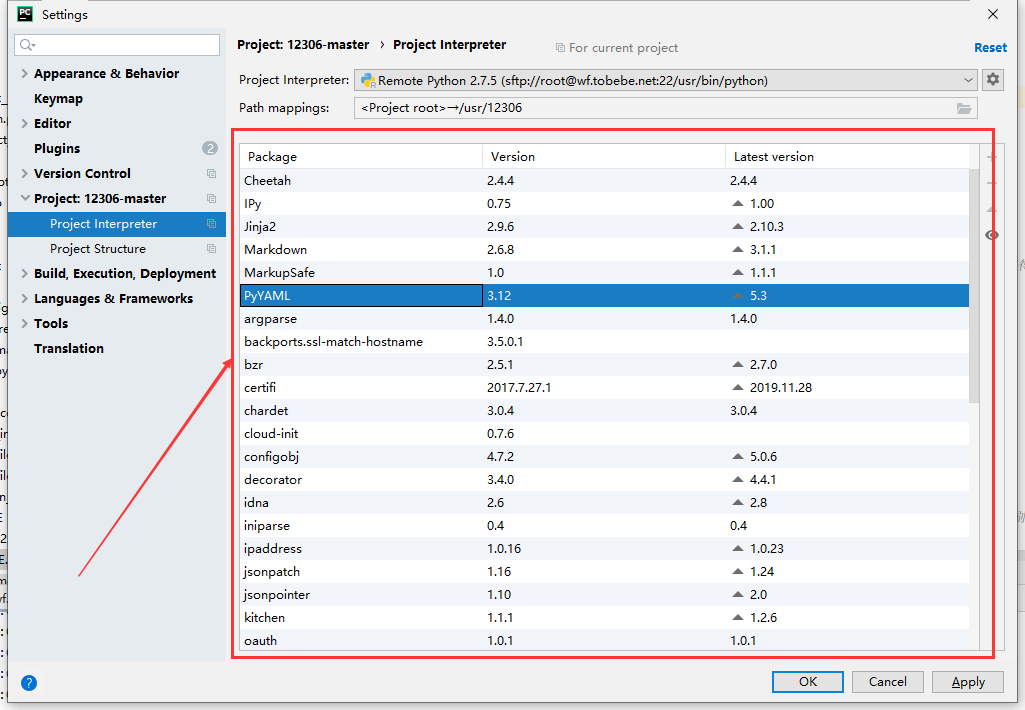 PC Settings
Project: 12306-master › Project Interpreter For current project Reset
Appearance & Behavior
Keymap
Editor
Plugins 2
Version Control
Project: 12306-master
Project Interpreter
Project Structure
Build, Execution, Deployment
Languages & Frameworks
Tools
Translation
Project Interpreter: Remote Python 2.7.5 (sftp://root@wf.tobebe.net:22/usr/bin/python)
Path mappings: <Project root>→/usr/12306
Package Version Latest version
Cheetah 2.4.4 2.4.4
IPy 0.75 1.00
Jinja2 2.9.6 2.10.3
Markdown 2.6.8 3.1.1
MarkupSafe 1.0 1.1.1
PyYAML 3.12 5.3
argparse 1.4.0 1.4.0
backports.ssl-match-hostname 3.5.0.1
bzr 2.5.1 2.7.0
certifi 2017.7.27.1 2019.11.28
chardet 3.0.4 3.0.4
cloud-init 0.7.6
configobj 4.7.2 5.0.6
decorator 3.4.0 4.4.1
idna 2.6 2.8
iniparse 0.4 0.4
ipaddress 1.0.16 1.0.23
jsonpatch 1.16 1.24
jsonpointer 1.10 2.0
kitchen 1.1.1 1.2.6
oauth 1.0.1 1.0.1
? OK Cancel Apply